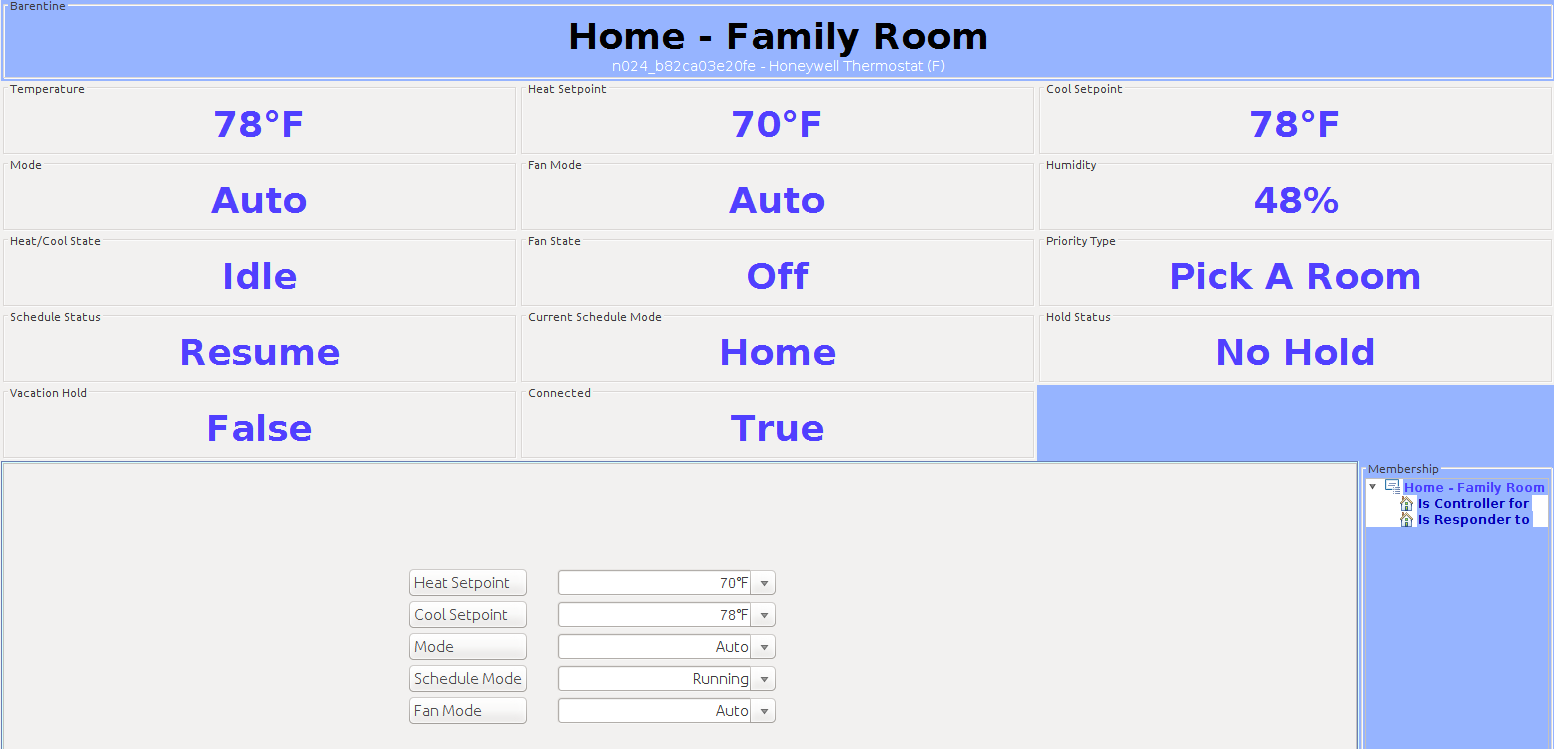 Barentine
Home - Family Room
n024_b82ca03e20fe - Honeywell Thermostat (F)
Temperature
78°F
Heat Setpoint
70°F
Cool Setpoint
78°F
Mode
Auto
Fan Mode
Auto
Humidity
48%
Heat/Cool State
Idle
Fan State
Off
Priority Type
Pick A Room
Schedule Status
Resume
Current Schedule Mode
Home
Hold Status
No Hold
Vacation Hold
False
Connected
True
Heat Setpoint 70°F
Cool Setpoint 78°F
Mode Auto
Schedule Mode Running
Fan Mode Auto
Membership
Home - Family Room
Is Controller for
Is Responder to